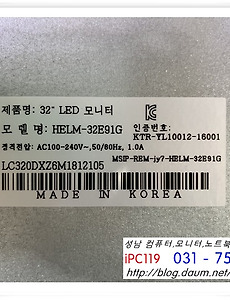 제품명: 32" LED 모니터
모 델 명: HELM-32E91G
인증번호:
KTR-YL10012-16001
정격전압: AC100-240V~,50/60Hz, 1.0A
MSIP-REM-jy7-HELM-32E91G
LC320DXZ6M1812105
MADE IN KOREA
성남 컴퓨터,모니터,노트북
iPC119 031 - 75
http://blog.daum.net/